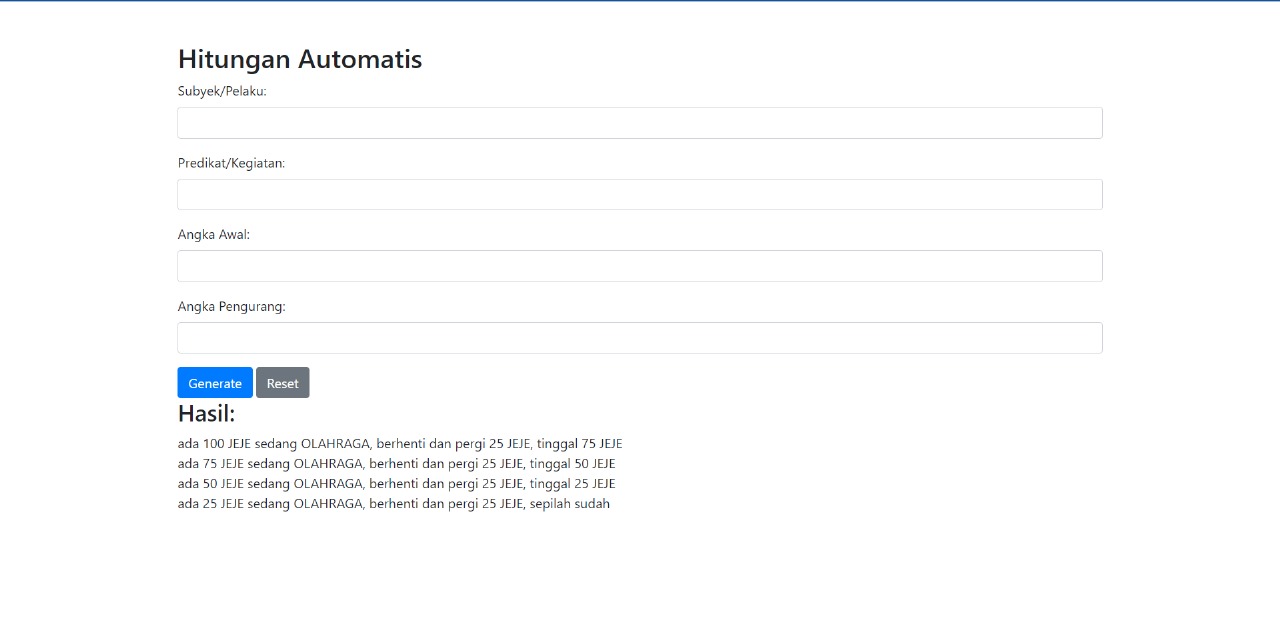 Hitungan Automatis
Subyek/Pelaku:
Predikat/Kegiatan:
Angka Awal:
Angka Pengurang:
Generate Reset
Hasil:
ada 100 JEJE sedang OLAHRAGA, berhenti dan pergi 25 JEJE, tinggal 75 JEJE
ada 75 JEJE sedang OLAHRAGA, berhenti dan pergi 25 JEJE, tinggal 50 JEJE
ada 50 JEJE sedang OLAHRAGA, berhenti dan pergi 25 JEJE, tinggal 25 JEJE
ada 25 JEJE sedang OLAHRAGA, berhenti dan pergi 25 JEJE, sepilah sudah